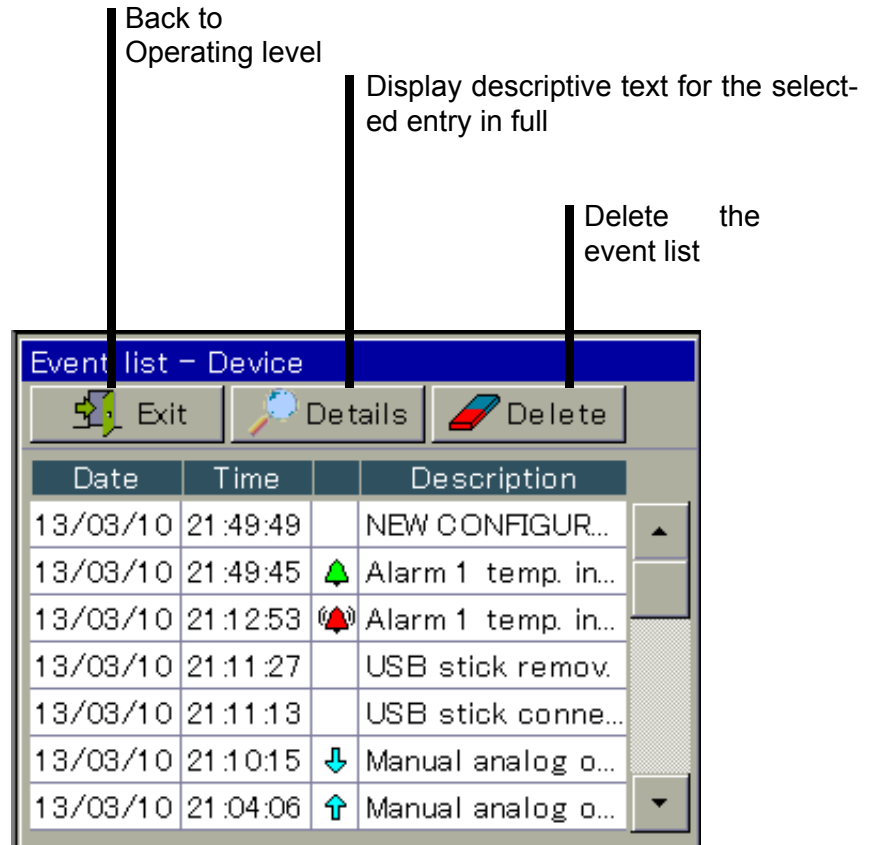 Back to
Operating level
Display descriptive text for the select-
ed entry in full
Delete the
event list
Event list - Device
Exit Details Delete
Date Time Description
13/03/10 21:49:49 NEW CONFIGUR...
13/03/10 21:49:45 Alarm 1 temp. in...
13/03/10 21:12:53 Alarm 1 temp. in...
13/03/10 21:11:27 USB stick remov.
13/03/10 21:11:13 USB stick conne...
13/03/10 21:10:15 Manual analog o...
13/03/10 21:04:06 Manual analog o...